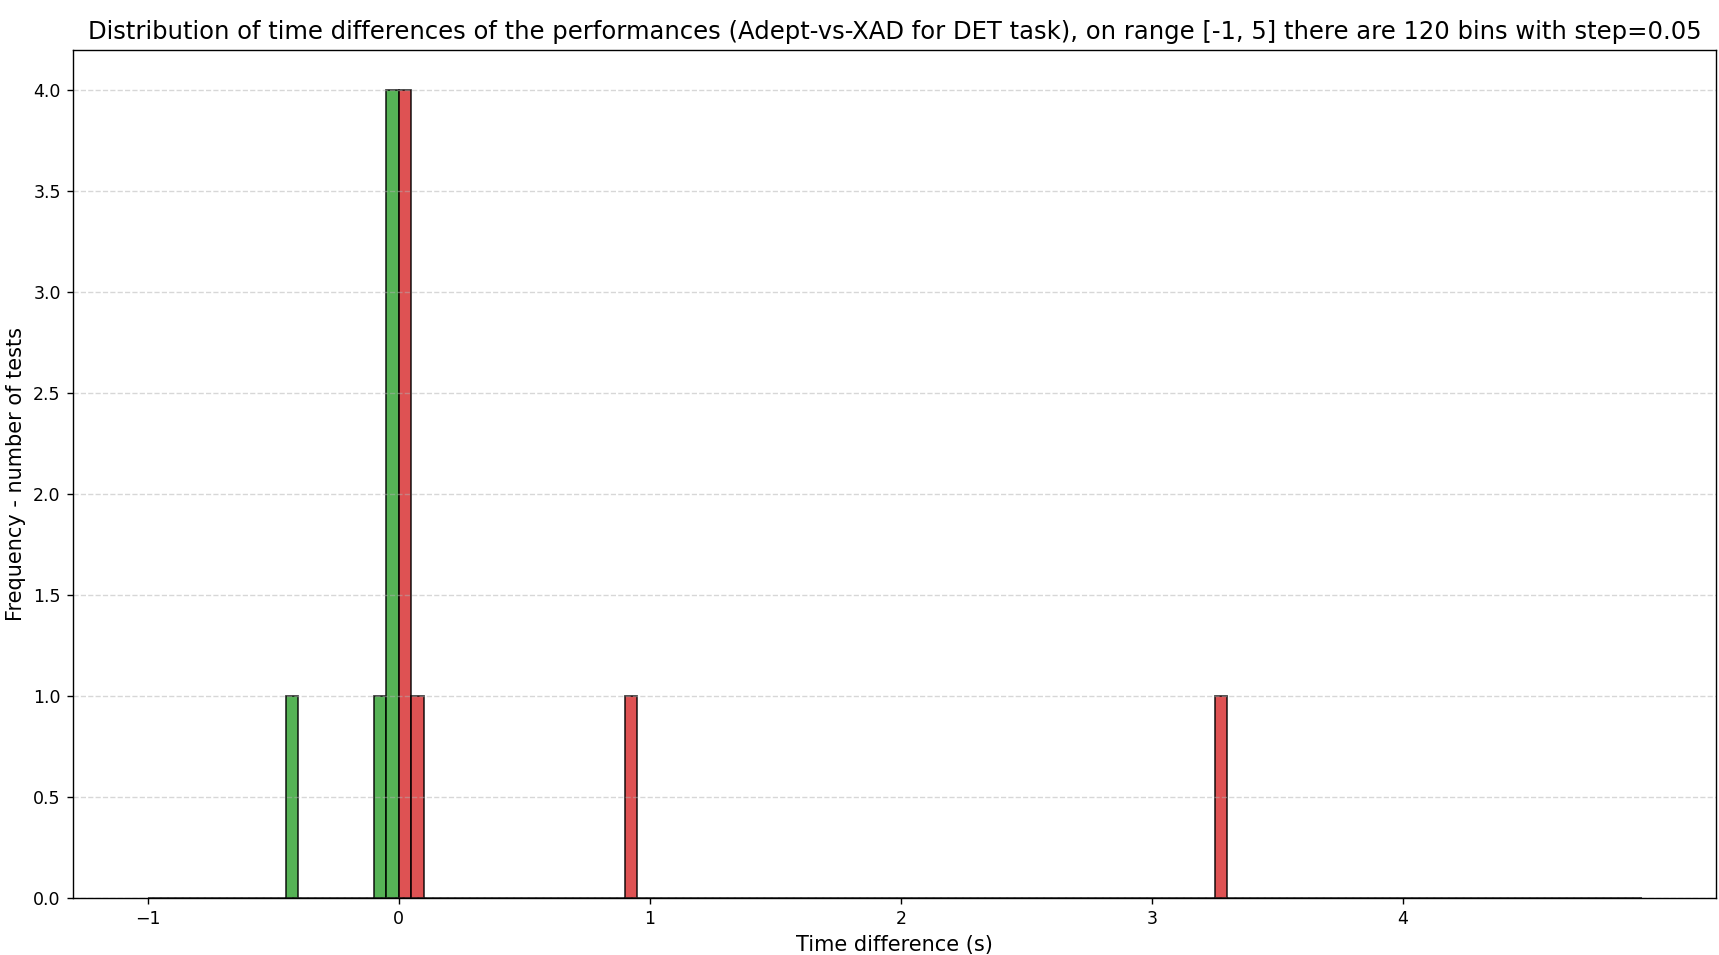 Distribution of time differences of the performances (Adept-vs-XAD for DET task), on range [-1, 5] there are 120 bins with step=0.05
4.0
3.5
3.0
2.5
2.0
1.5
1.0
0.5
0.0
Frequency - number of tests
−1 0 1 2 3 4
Time difference (s)